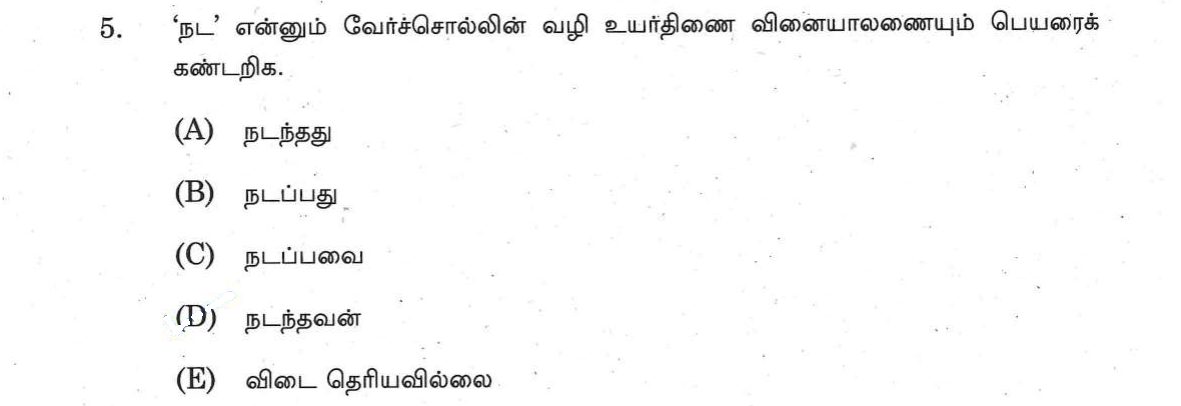 5. 'நட' என்னும் வேர்ச்சொல்லின் வழி உயர்திணை வினையாலணையும் பெயரைக்
கண்டறிக.
(A) நடந்தது
(B) நடப்பது
(C) நடப்பவை
(D) நடந்தவன்
(E) விடை தெரியவில்லை